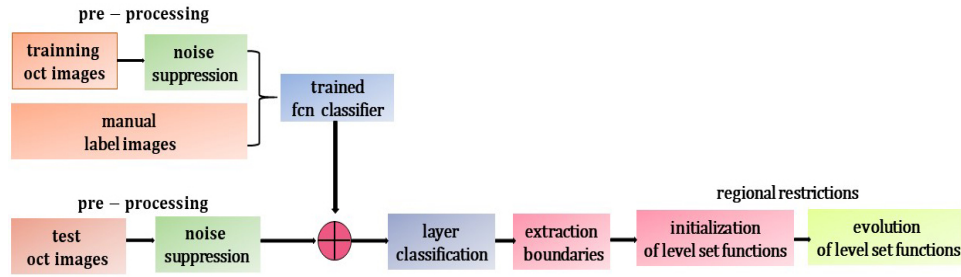 pre – processing
trainning
oct images
noise
suppression
manual
label images
trained
fcn classifier
pre – processing
test
oct images
noise
suppression
layer
classification
extraction
boundaries
regional restrictions
initialization
of level set functions
evolution
of level set functions